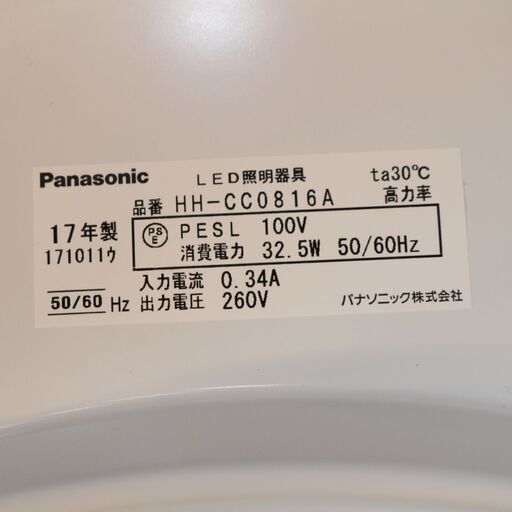 Panasonic LED照明器具 ta30℃
品番 HH-CC0816A 高力率
17年製 PSE PESL 100V
171011ｩ 消費電力 32.5W 50/60Hz
入力電流 0.34A
50/60 Hz 出力電圧 260V パナソニック株式会社